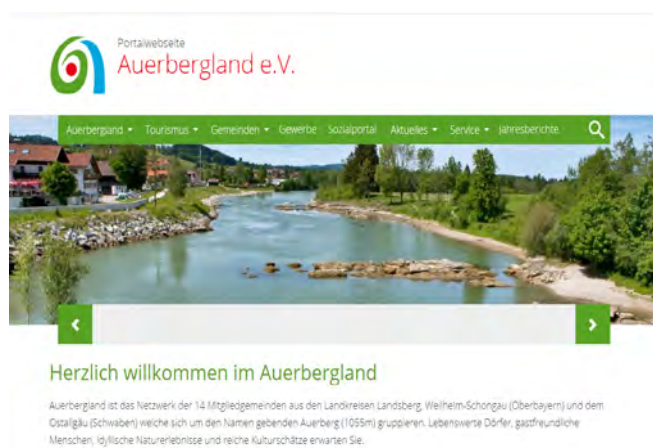 Portalwebseite
Auerbergland e.V.
Auerbergland Tourismus Gemeinden Gewerbe Sozialportal Aktuelles Service Jahresberichte
Herzlich willkommen im Auerbergland
Auerbergland ist das Netzwerk der 14 Mitgliedgemeinden aus den Landkreisen Landsberg, Weilheim-Schongau (Oberbayern) und dem
Ostallgäu (Schwaben) welche sich um den Namen gebenden Auerberg (1055m) gruppieren. Lebenswerte Dörfer, gastfreundliche
Menschen, idyllische Naturerlebnisse und reiche Kulturschätze erwarten Sie.